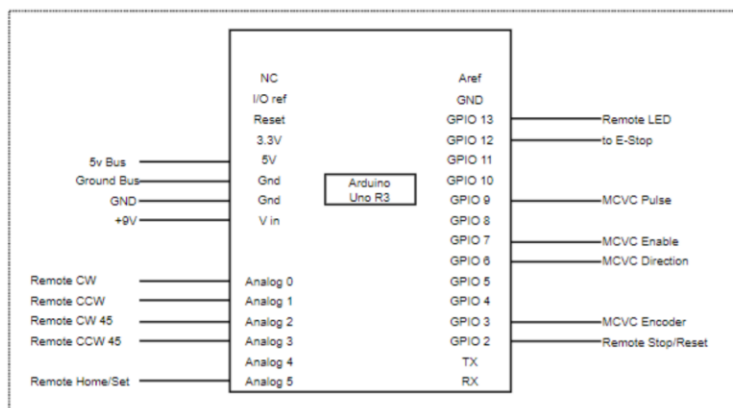 NC
I/O ref
Reset
3.3V
5v Bus 5V
Ground Bus Gnd
GND Gnd
+9V V in
Remote CW Analog 0
Remote CCW Analog 1
Remote CW 45 Analog 2
Remote CCW 45 Analog 3
Analog 4
Remote Home/Set Analog 5
Arduino
Uno R3
Aref
GND
GPIO 13 Remote LED
GPIO 12 to E-Stop
GPIO 11
GPIO 10
GPIO 9 MCVC Pulse
GPIO 8
GPIO 7 MCVC Enable
GPIO 6 MCVC Direction
GPIO 5
GPIO 4
GPIO 3 MCVC Encoder
GPIO 2 Remote Stop/Reset
TX
RX